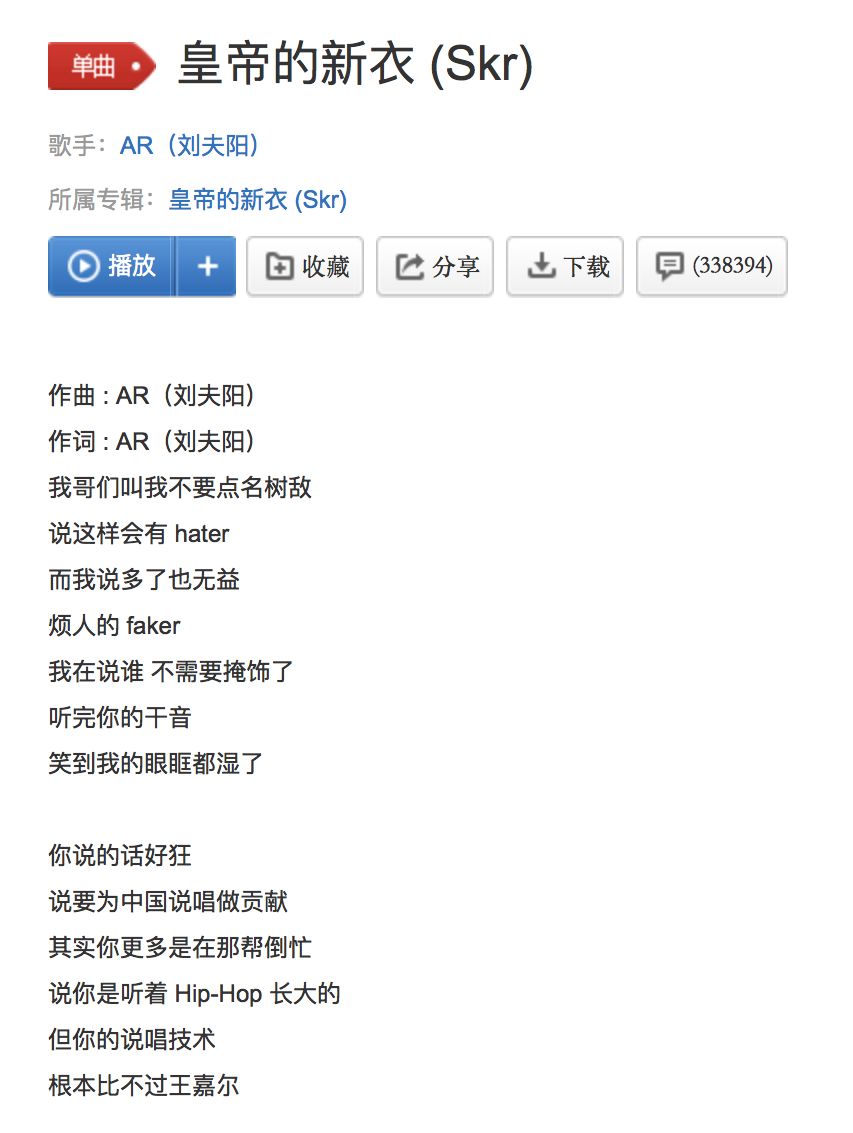 单曲
皇帝的新衣 (Skr)
歌手：AR（刘夫阳）
所属专辑：皇帝的新衣 (Skr)
播放 + 收藏 分享 下载 (338394)
作曲 : AR（刘夫阳）
作词 : AR（刘夫阳）
我哥们叫我不要点名树敌
说这样会有 hater
而我说多了也无益
烦人的 faker
我在说谁 不需要掩饰了
听完你的干音
笑到我的眼眶都湿了
你说的话好狂
说要为中国说唱做贡献
其实你更多是在那帮倒忙
说你是听着 Hip-Hop 长大的
但你的说唱技术
根本比不过王嘉尔